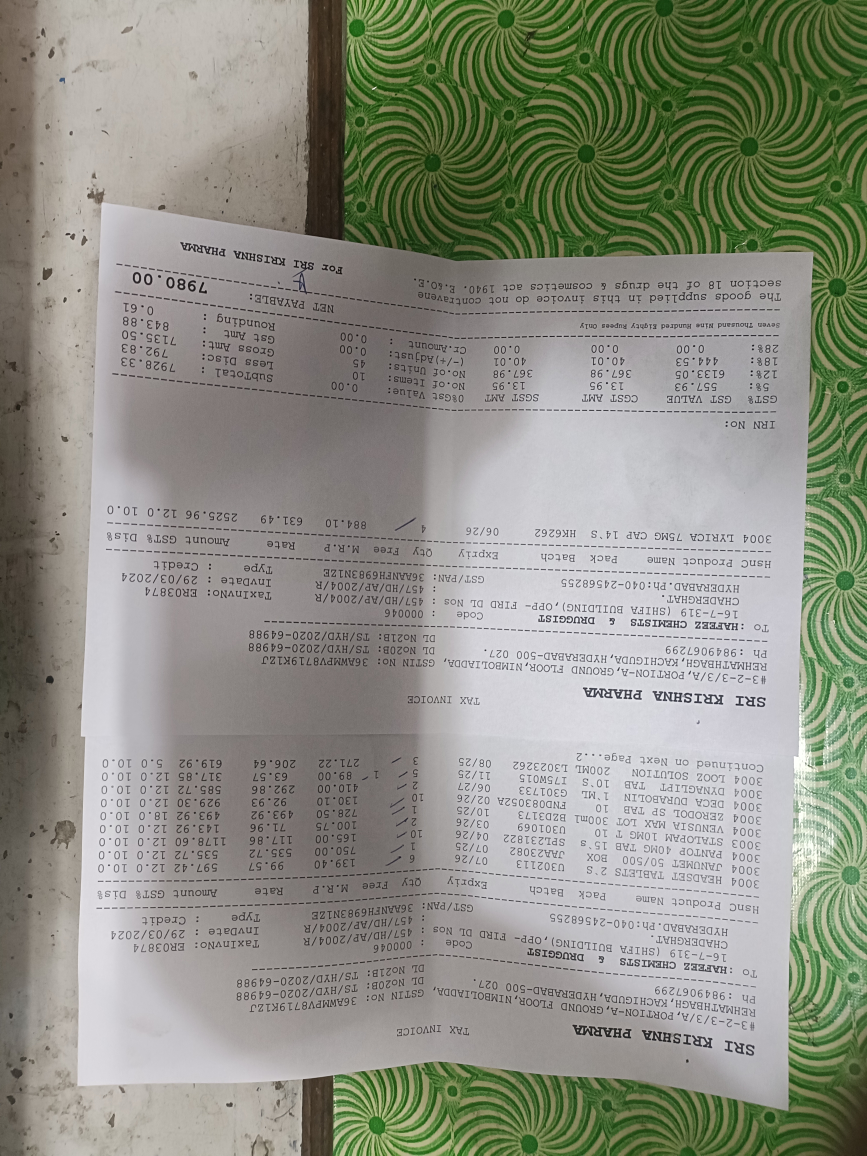 TAX INVOICE
SRI KRISHNA PHARMA
#3-2-3/3/A, PORTION-A, GROUND FLOOR, NIMBOLIADDA, GSTIN No: 36AWMPV8719K1ZJ
REHMATHBAGH, KACHIGUDA, HYDERABAD-500 027. DL No20B: TS/HYD/2020-64988
Ph :9849067299 DL No21B: TS/HYD/2020-64988
To :HAFEEZ CHEMISTS & DRUGGIST Code : 000046 TaxInvNo: ER03874
16-7-319 (SHIFA BUILDING), OPP- FIRD DL Nos : 457/HD/AP/2004/R InvDate : 29/03/2024
CHADERGHAT. : 457/HD/AP/2004/R Type : Credit
HYDERABAD.Ph:040-24568255 GST/PAN: 36AANFH6983N1ZE
HsnC Product Name Pack Batch Expriy Qty Free M.R.P Rate Amount GST% Dis%
3004 HEADSET TABLETS 2`S U302113 07/26 6 139.40 99.57 597.42 12.0 10.0
3004 JANUMET 50/500 BOX JAA23082 07/25 1 750.00 535.72 535.72 12.0 10.0
3004 PANTOP 40MG TAB 15`s SPL231822 04/26 10 165.00 117.86 1178.60 12.0 10.0
3003 STALOPAM 10MG T 10 U301069 03/26 2 100.75 71.96 143.92 12.0 10.0
3004 VENUSIA MAX LOT 300ml BZD3173 10/25 1 728.50 493.92 493.92 18.0 10.0
3004 ZERODOL SP TAB 10 FND083052A 02/26 10 130.10 92.93 929.30 12.0 10.0
3004 DECA DURABOLIN 1`ML G301733 06/27 2 410.00 292.86 585.72 12.0 10.0
3004 DYNAGLIPT TAB 10`S 175W015 11/25 5 1 89.00 63.57 317.85 12.0 10.0
3004 LOOZ SOLUTION 200ML L3023262 08/25 3 271.22 206.64 619.92 5.0 10.0
Continued on Next Page...2
TAX INVOICE
SRI KRISHNA PHARMA
#3-2-3/3/A, PORTION-A, GROUND FLOOR, NIMBOLIADDA, GSTIN No: 36AWMPV8719K1ZJ
REHMATHBAGH, KACHIGUDA, HYDERABAD-500 027. DL No20B: TS/HYD/2020-64988
Ph :9849067299 DL No21B: TS/HYD/2020-64988
To :HAFEEZ CHEMISTS & DRUGGIST Code : 000046 TaxInvNo: ER03874
16-7-319 (SHIFA BUILDING), OPP- FIRD DL Nos : 457/HD/AP/2004/R InvDate : 29/03/2024
CHADERGHAT. : 457/HD/AP/2004/R Type : Credit
HYDERABAD.Ph:040-24568255 GST/PAN: 36AANFH6983N1ZE
HsnC Product Name Pack Batch Expriy Qty Free M.R.P Rate Amount GST% Dis%
3004 LYRICA 75MG CAP 14`S HK6262 06/26 4 884.10 631.49 2525.96 12.0 10.0
IRN No:
GST% GST VALUE CGST AMT SGST AMT 0%Gst Value: 0.00 SubTotal : 7928.33
5%: 557.93 13.95 13.95 No.of Items: 10 Less Disc: 792.83
12%: 6133.05 367.98 367.98 No.of Units: 45 Gross Amt: 7135.50
18%: 444.53 40.01 40.01 (-/+)Adjust: 0.00 Gst Amt : 843.88
28%: 0.00 0.00 0.00 Cr.Amount : 0.00 Rounding : 0.61
Seven Thousand Nine Hundred Eighty Rupees Only NET PAYABLE: 7980.00
The goods supplied in this invoice do not contravene
section 18 of the drugs & cosmetics act 1940. E.&O.E. For SRI KRISHNA PHARMA